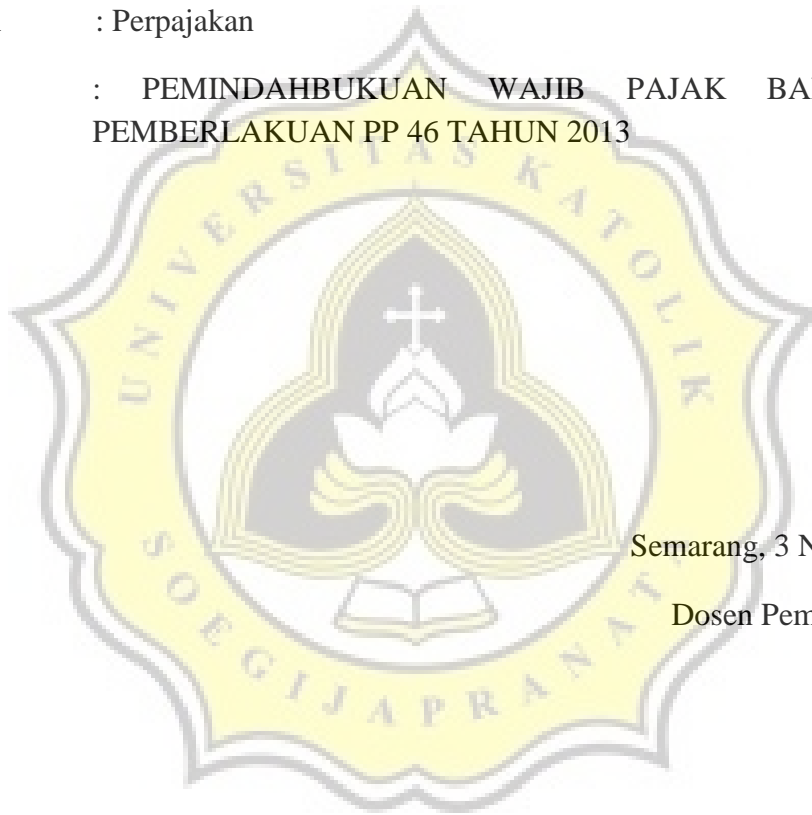 : Perpajakan
: PEMINDAHBUKUAN WAJIB PAJAK
PEMBERLAKUAN PP 46 TAHUN 2013
UNIVERSITAS KATOLIK
Semarang, 3
Dosen
SOEGIJAPRANATA